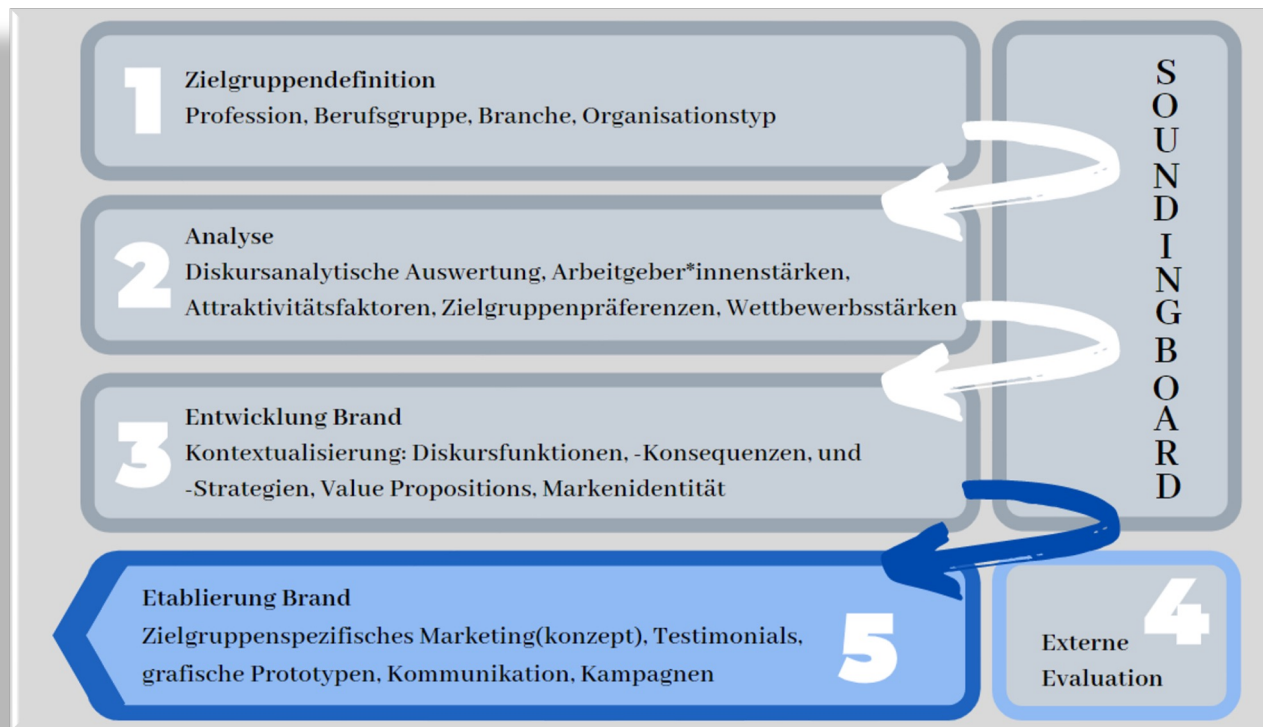 1
Zielgruppendefinition
Profession, Berufsgruppe, Branche, Organisationstyp
2
Analyse
Diskursanalytische Auswertung, Arbeitgeber*innenstärken,
Attraktivitätsfaktoren, Zielgruppenpräferenzen, Wettbewerbsstärken
3
Entwicklung Brand
Kontextualisierung: Diskursfunktionen, -Konsequenzen, und
-Strategien, Value Propositions, Markenidentität
SOUNDINGBOARD
4
Externe
Evaluation
5
Etablierung Brand
Zielgruppenspezifisches Marketing(konzept), Testimonials,
grafische Prototypen, Kommunikation, Kampagnen